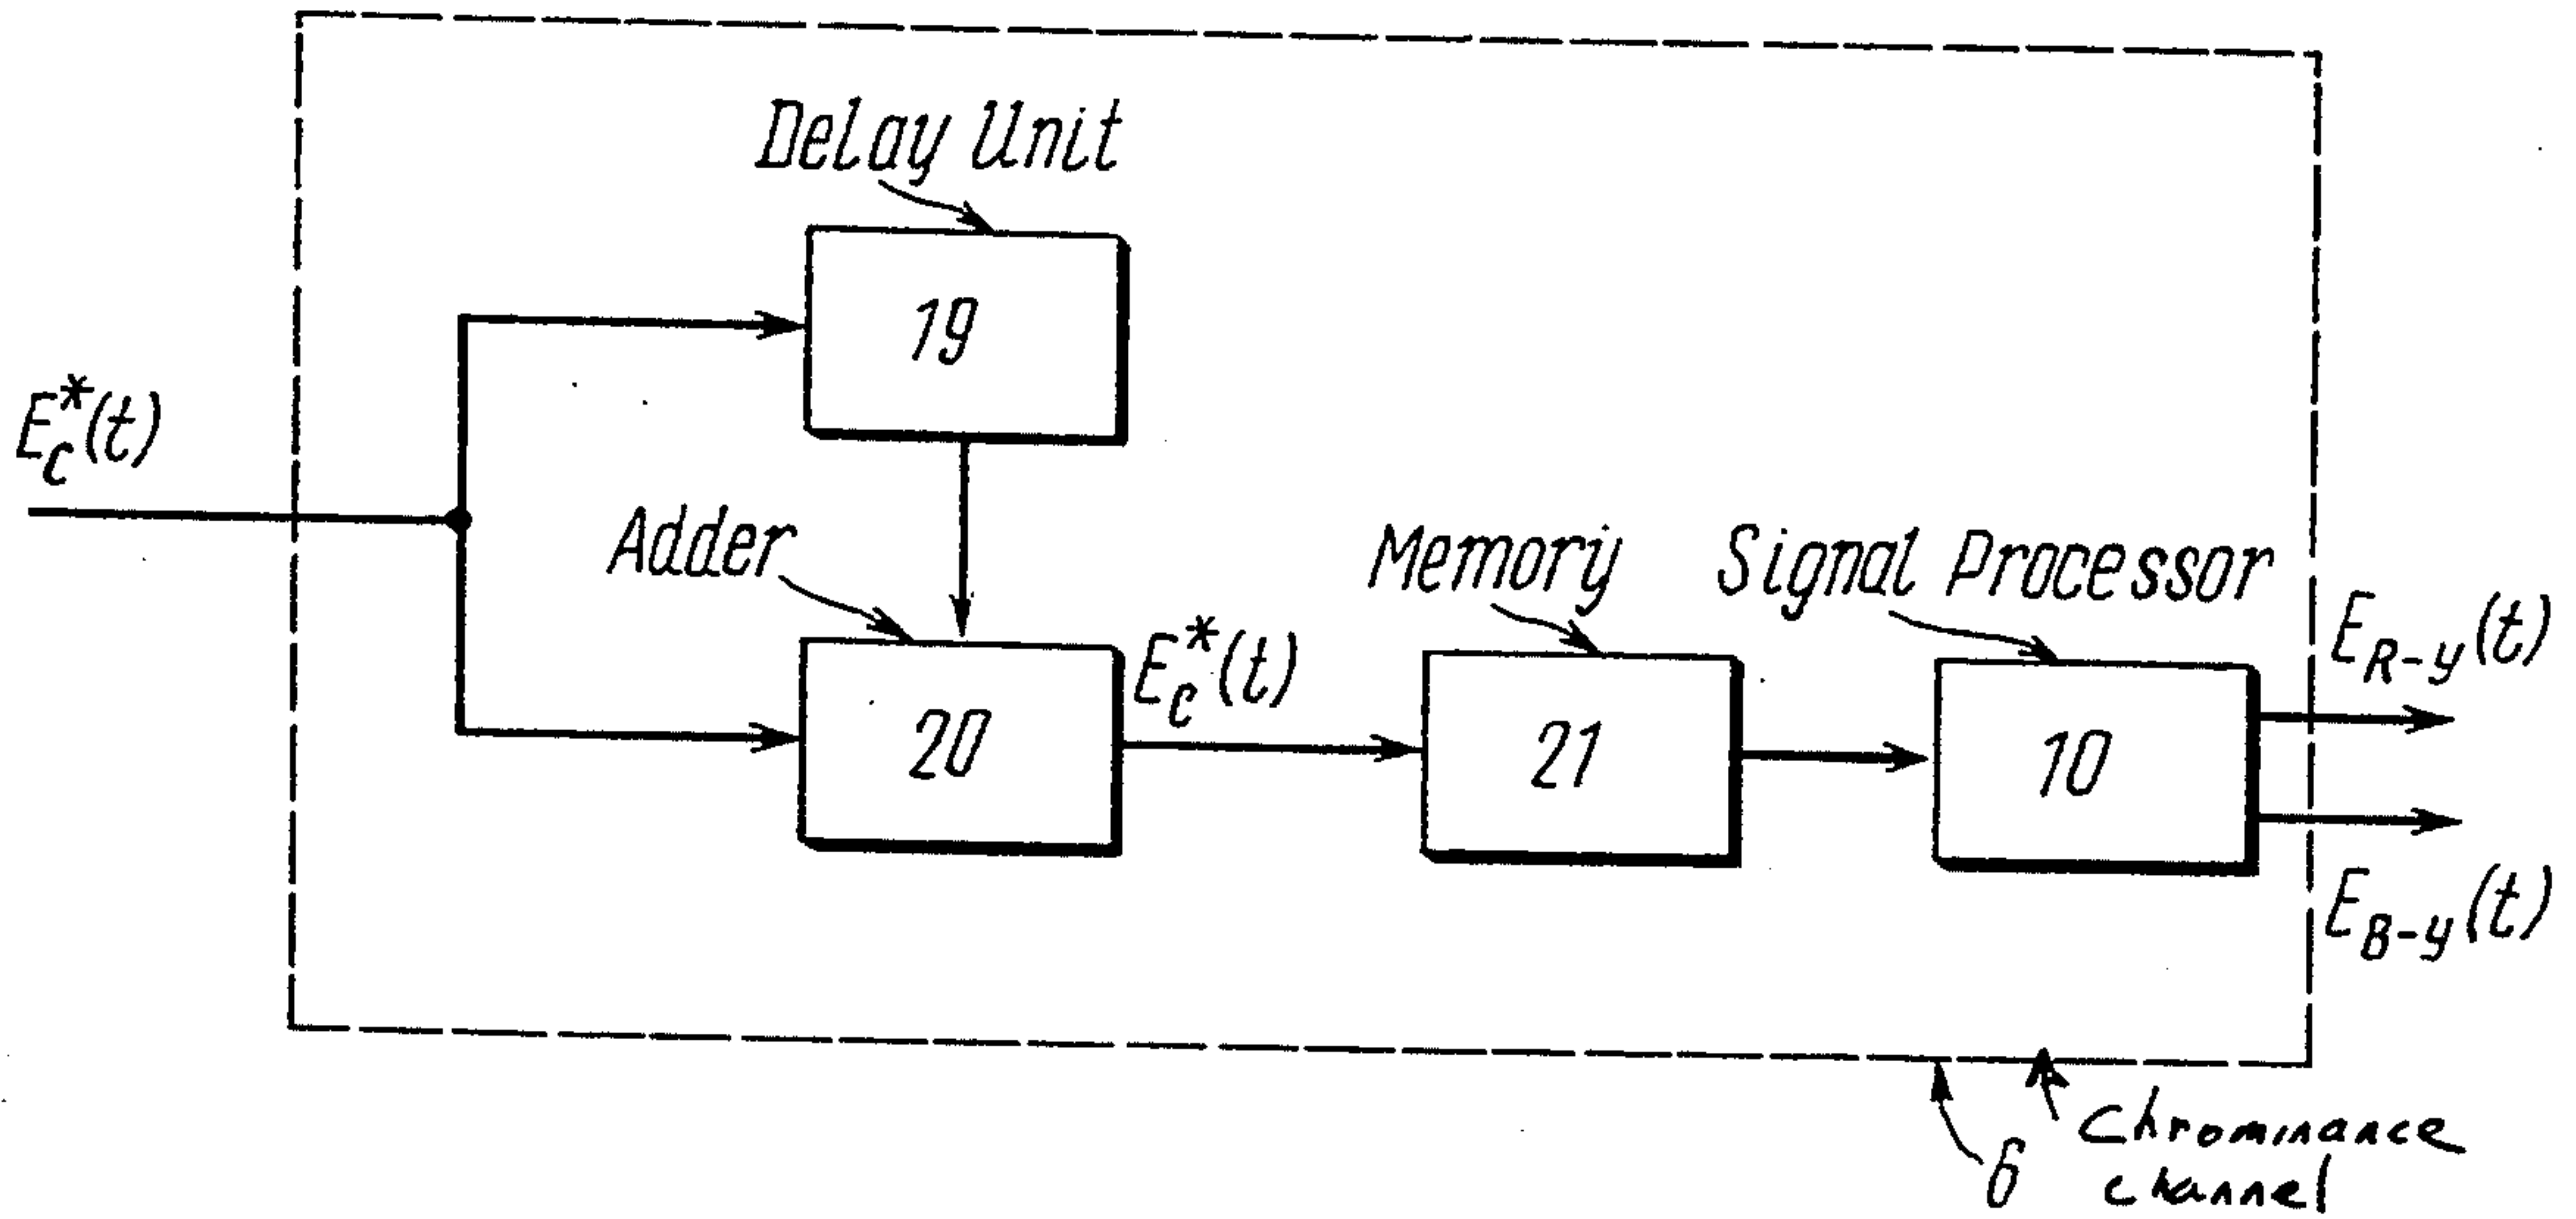 Delay Unit
19
E*c(t)
Adder
Memory
Signal Processor
E*c(t)
ER-y(t)
20
21
10
EB-y(t)
6
Chrominance
channel